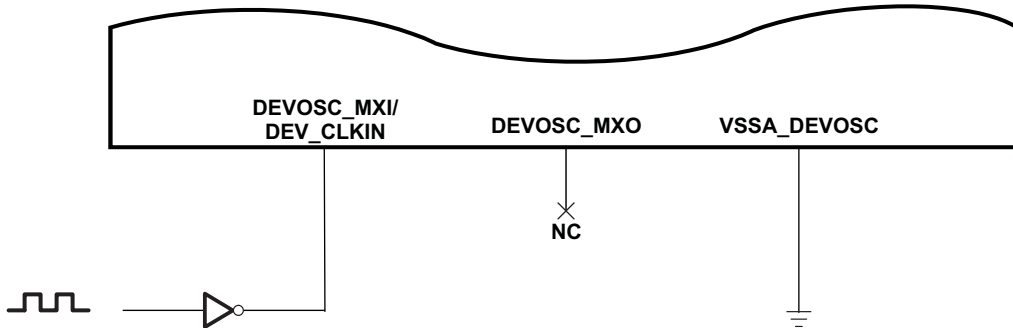 DEVOSC_MXI/
DEV_CLKIN
DEVOSC_MXO
VSSA_DEVOSC
NC